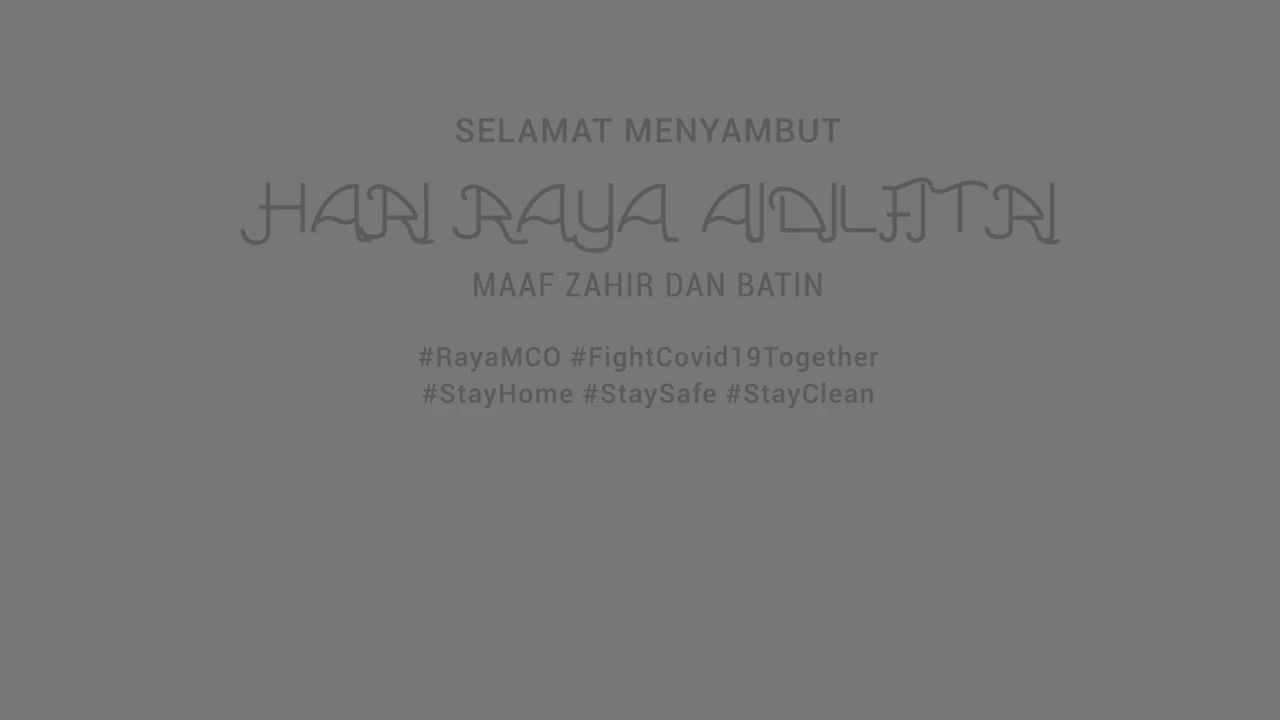 SELAMAT MENYAMBUT
HARI RAYA AIDILFITRI
MAAF ZAHIR DAN BATIN
#RayaMCO #FightCovid19Together
#StayHome #StaySafe #StayClean